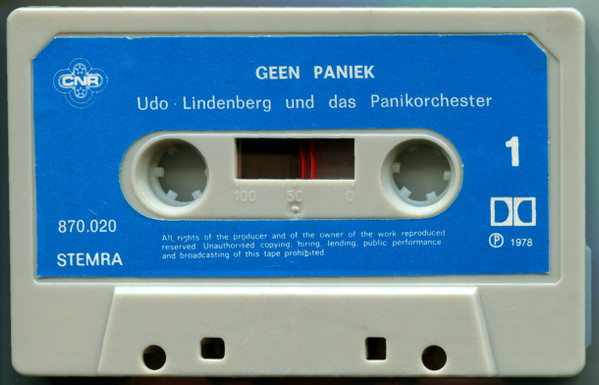 CNR
GEEN PANIEK
Udo Lindenberg und das Panikorchester
1
100 50 0
870.020
STEMRA
All rights of the producer and of the owner of the work reproduced
reserved. Unauthorised copying, hiring, lending, public performance
and broadcasting of this tape prohibited
Ⓟ 1978